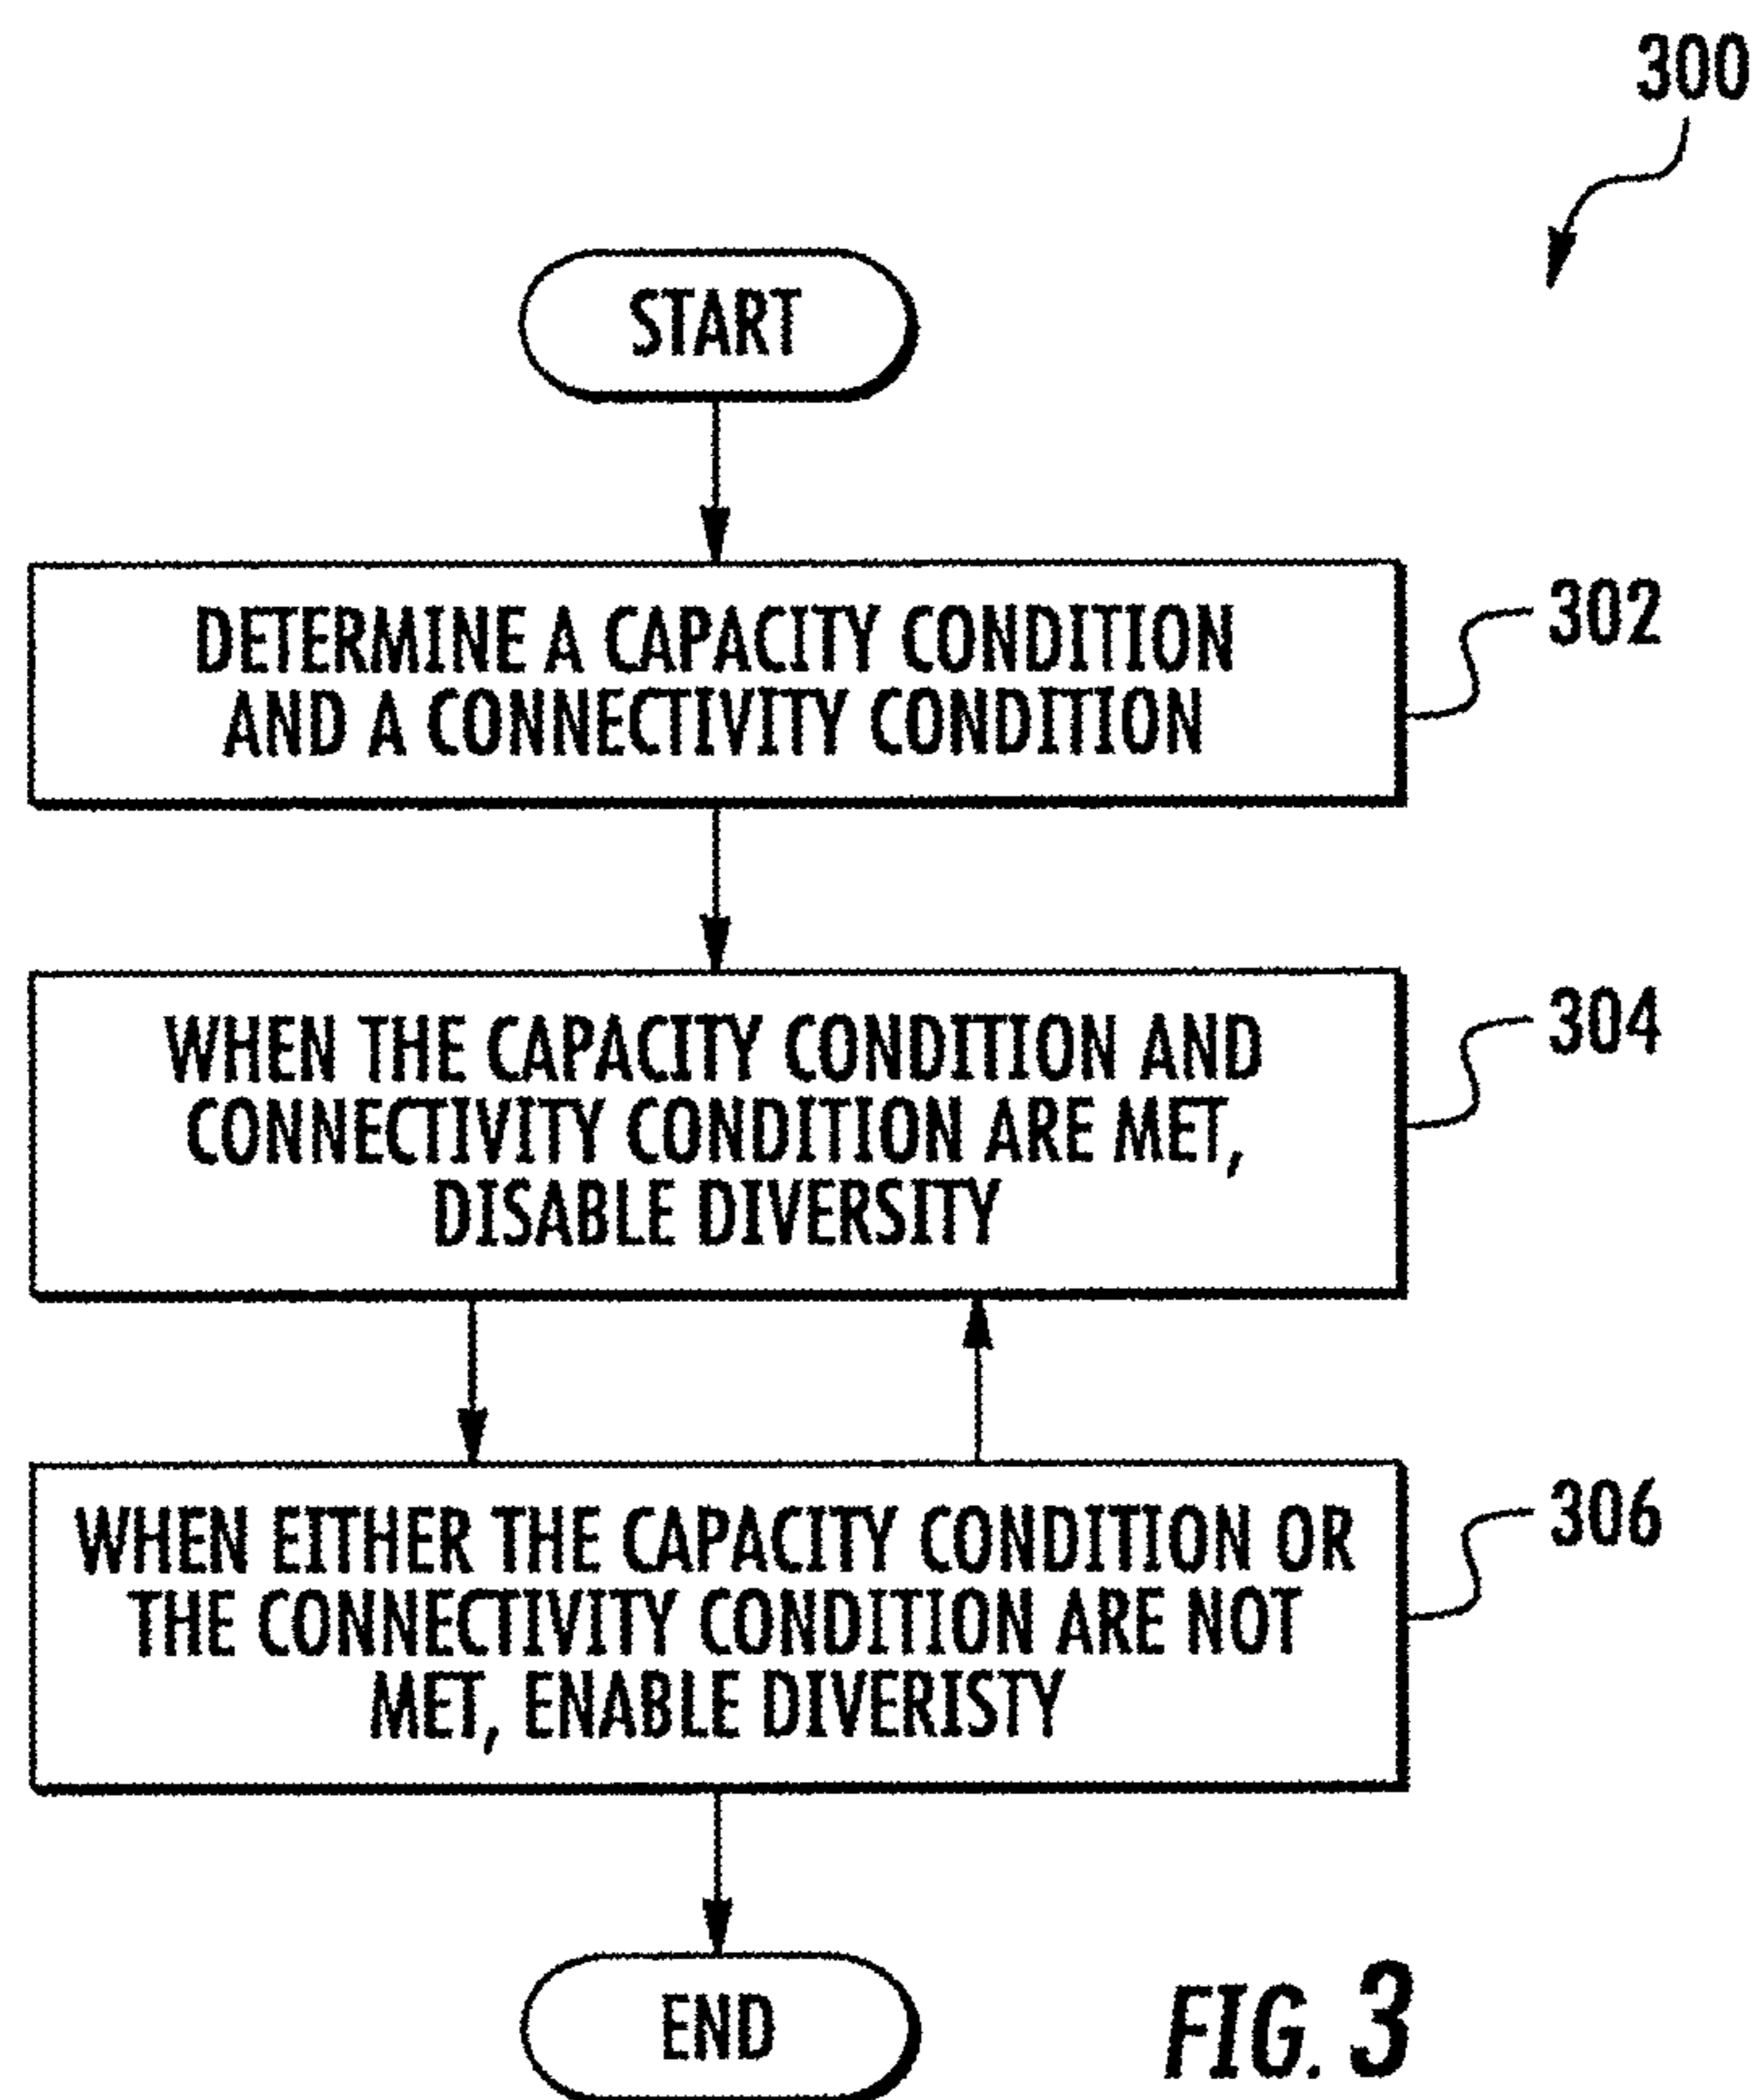 300
START
DETERMINE A CAPACITY CONDITION
AND A CONNECTIVITY CONDITION
302
WHEN THE CAPACITY CONDITION AND
CONNECTIVITY CONDITION ARE MET,
DISABLE DIVERSITY
304
WHEN EITHER THE CAPACITY CONDITION OR
THE CONNECTIVITY CONDITION ARE NOT
MET, ENABLE DIVERISTY
306
END
FIG. 3